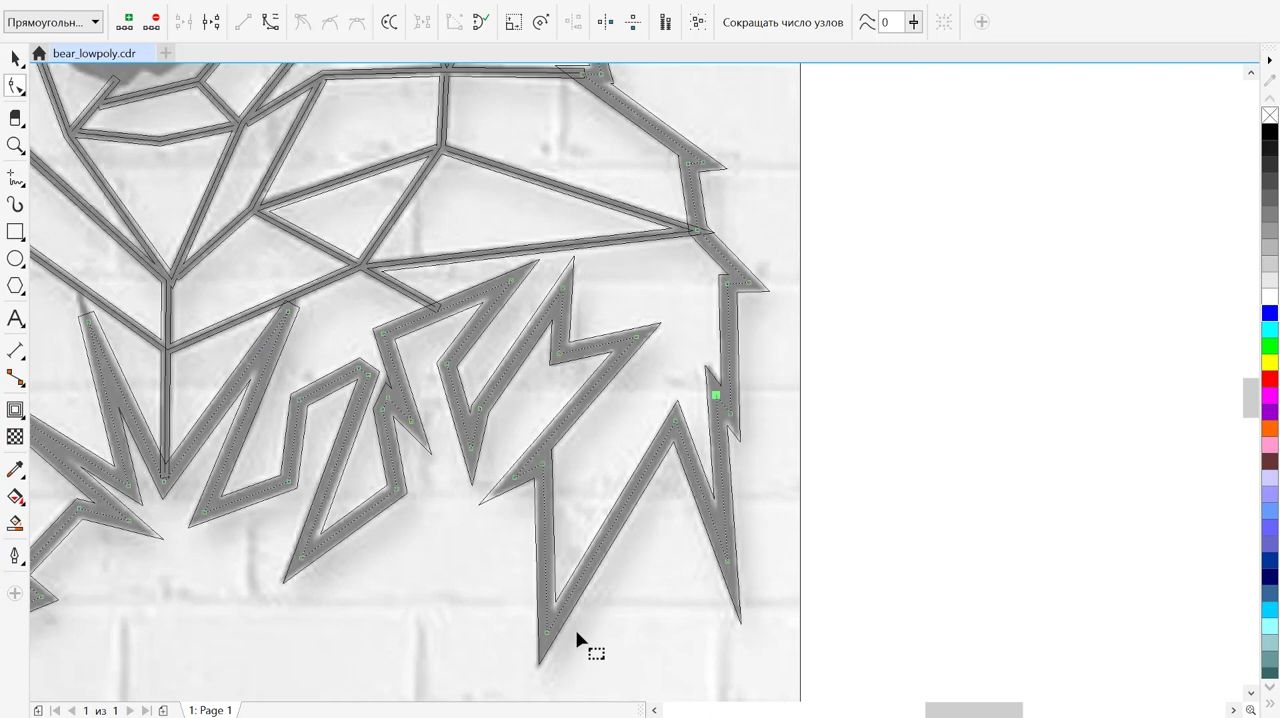 Прямоугольн...
Сокращать число узлов
0
bear_lowpoly.cdr
1 из 1
1: Page 1